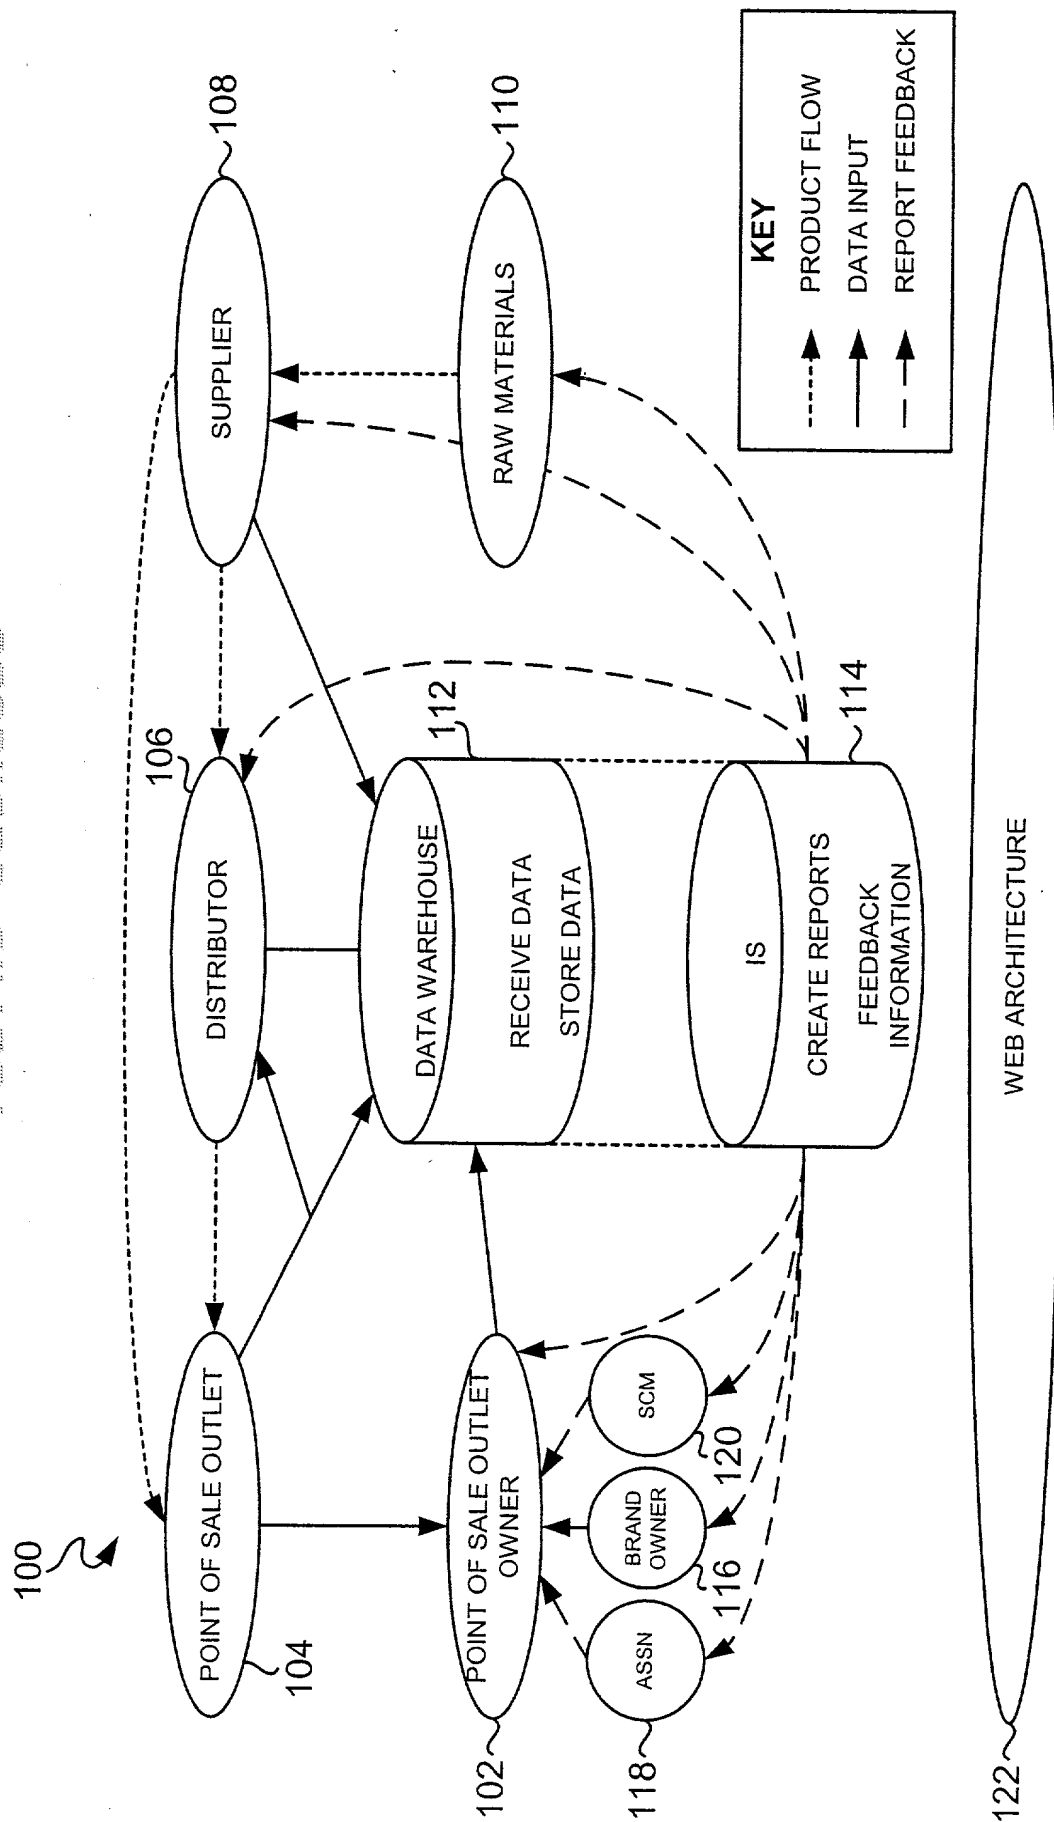 100
108
106
SUPPLIER
DISTRIBUTOR
POINT OF SALE OUTLET
104
110
RAW MATERIALS
112
DATA WAREHOUSE
RECEIVE DATA
STORE DATA
POINT OF SALE OUTLET
OWNER
102
SCM
120
BRAND
OWNER
116
ASSN
118
114
IS
CREATE REPORTS
FEEDBACK
INFORMATION
KEY
PRODUCT FLOW
DATA INPUT
REPORT FEEDBACK
WEB ARCHITECTURE
122